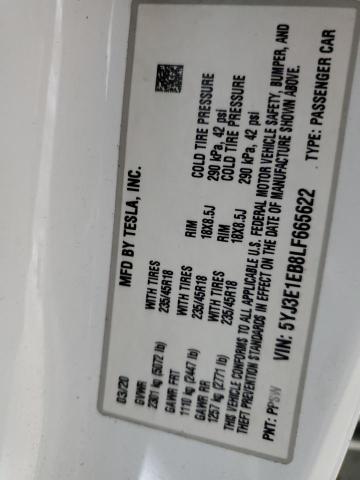 MFD BY TESLA, INC.
03/20
GVWR
2301 kg (5072 lb)
GAWR FRT WITH TIRES RIM COLD TIRE PRESSURE
1110 kg (2447 lb) 235/45R18 18X8.5J 290 kPa, 42 psi
GAWR RR WITH TIRES RIM COLD TIRE PRESSURE
1257 kg (2771 lb) 235/45R18 18X8.5J 290 kPa, 42 psi
THIS VEHICLE CONFORMS TO ALL APPLICABLE U.S. FEDERAL MOTOR VEHICLE SAFETY, BUMPER, AND
THEFT PREVENTION STANDARDS IN EFFECT ON THE DATE OF MANUFACTURE SHOWN ABOVE.
VIN: 5YJ3E1EB8LF665622 TYPE: PASSENGER CAR
PNT: PPSW